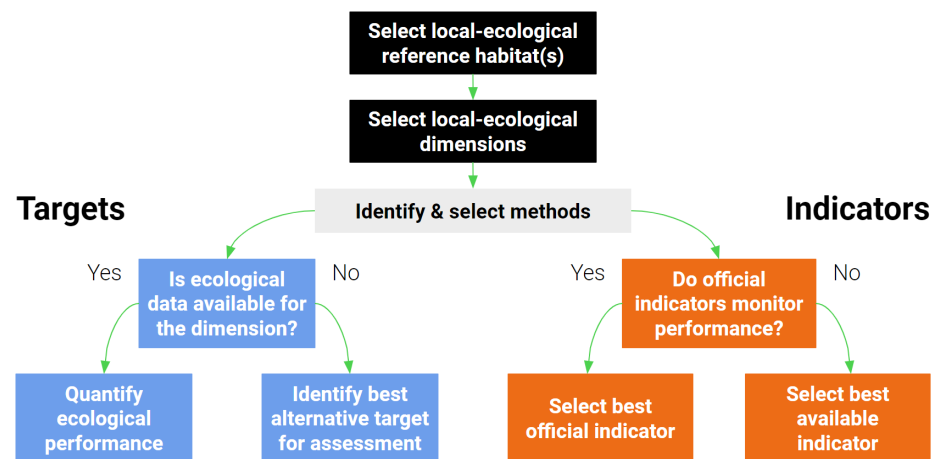 Select local-ecological
reference habitat(s)
Select local-ecological
dimensions
Identify & select methods
Targets
Indicators
Yes
Is ecological
data available for
the dimension?
No
Yes
Do official
indicators monitor
performance?
No
Quantify
ecological
performance
Identify best
alternative target
for assessment
Select best
official indicator
Select best
available
indicator